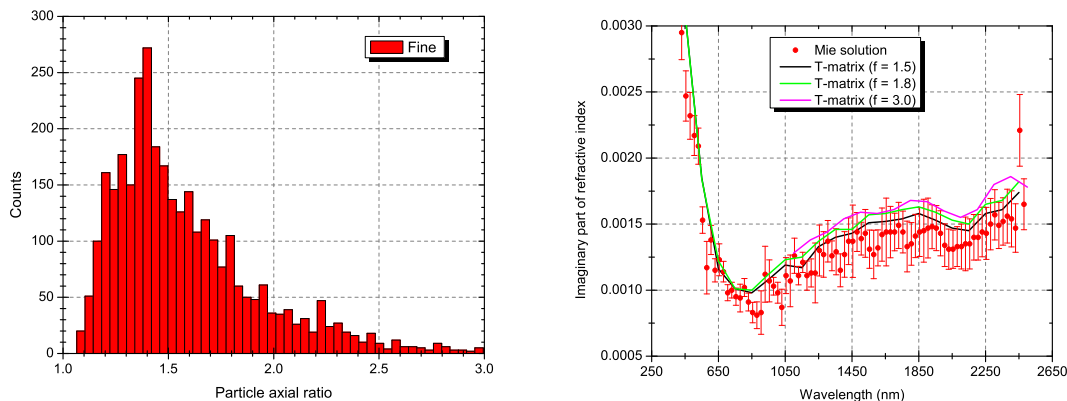 300
250
200
150
100
50
0
Counts
1.0 1.5 2.0 2.5 3.0
Particle axial ratio
Fine
0.0030
0.0025
0.0020
0.0015
0.0010
0.0005
Imaginary part of refractive index
250 650 1050 1450 1850 2250 2650
Wavelength (nm)
Mie solution
T-matrix (f = 1.5)
T-matrix (f = 1.8)
T-matrix (f = 3.0)